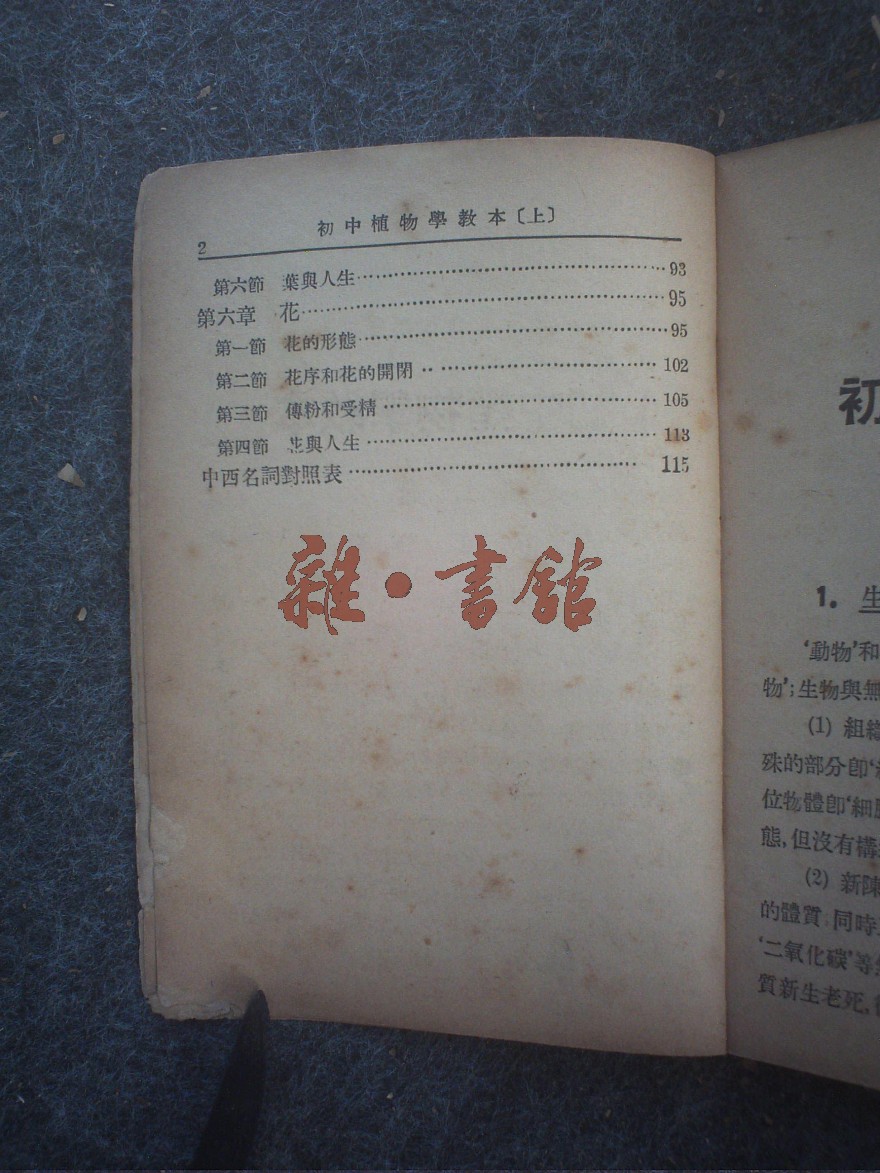 初中植物學教本〔上〕
2
第六節 葉與人生…………………………93
第六章 花…………………………95
第一節 花的形態…………………………95
第二節 花序和花的開閉…………………………102
第三節 傳粉和受精…………………………105
第四節 花與人生…………………………113
中西名詞對照表…………………………115
雜•書館
初
1. 生
‘動物’和
物’;生物與無
(1) 組織
殊的部分卽‘
位物體卽‘細胞
態,但沒有構
(2) 新陳
的體質,同時
‘二氧化碳’等
質新生老死,